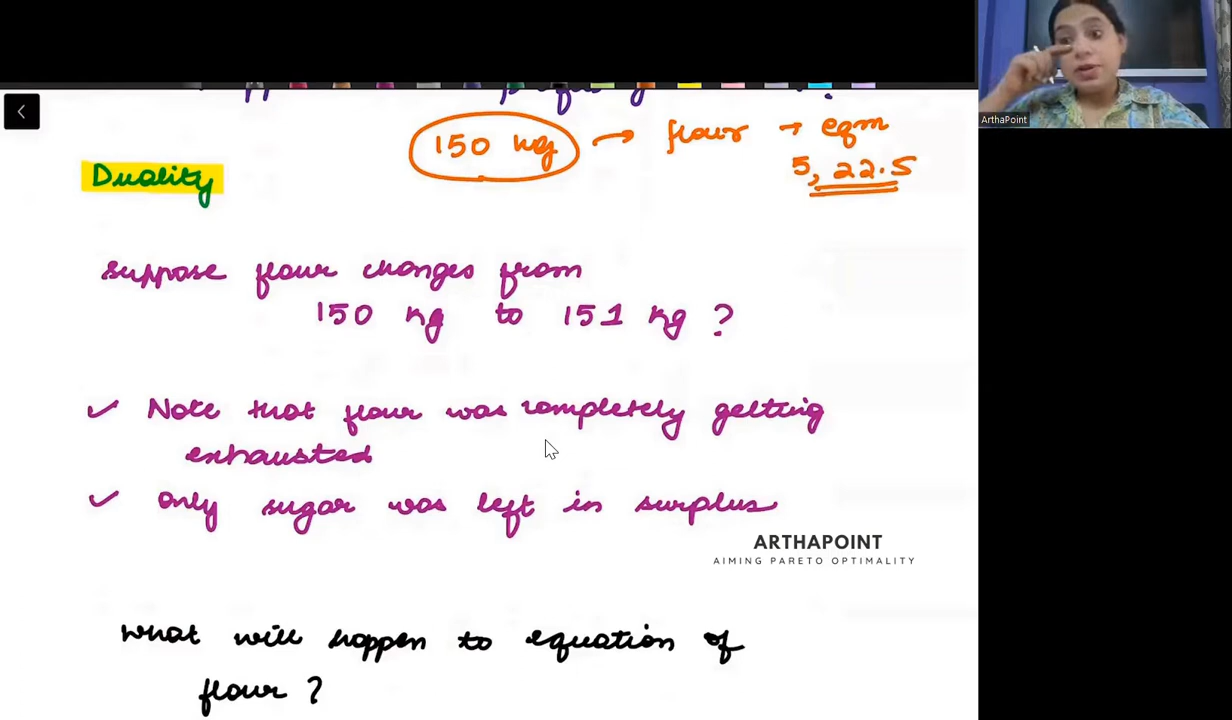 150 kg → flour → eqm
5, 22.5
Duality
suppose flour changes from
150 kg to 151 kg ?
✓ Note that flour was completely getting
exhausted
✓ only sugar was left in surplus
ARTHAPOINT
AIMING PARETO OPTIMALITY
what will happen to equation of
flour ?
ArthaPoint